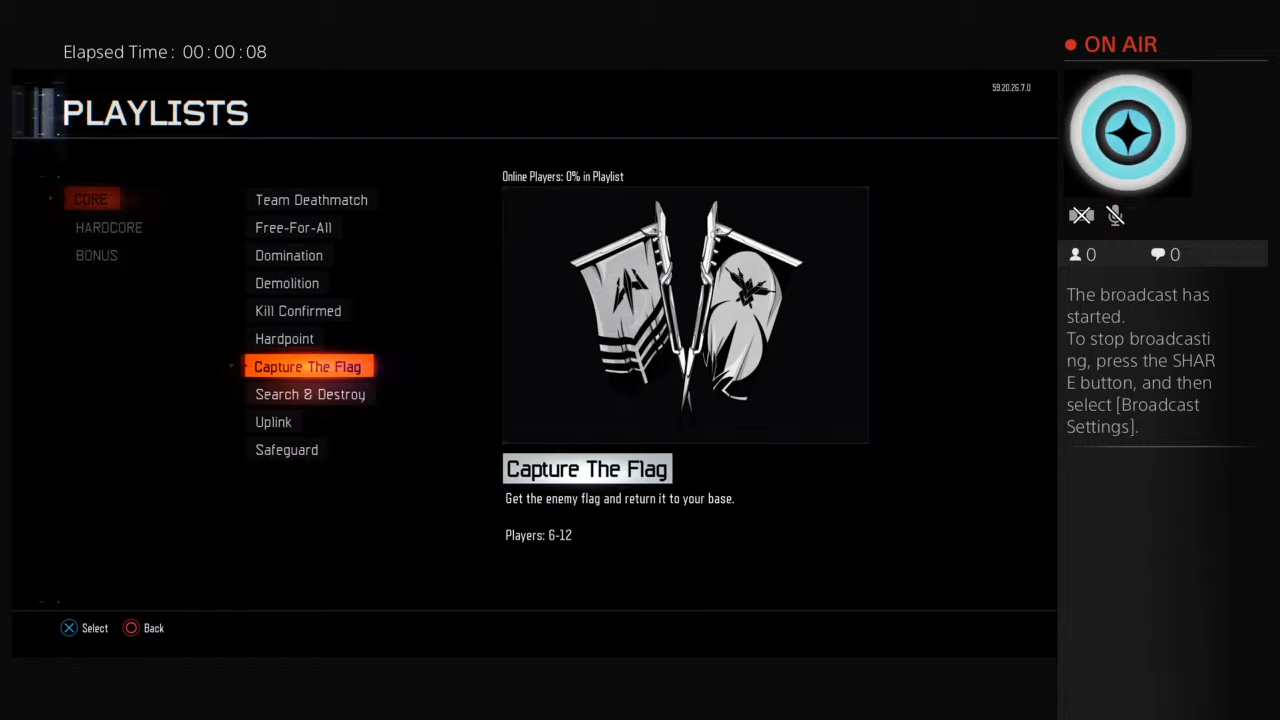 Elapsed Time: 00:00:08
ON AIR
PLAYLISTS
59.20.26.7.0
CORE
HARDCORE
BONUS
Team Deathmatch
Free-For-All
Domination
Demolition
Kill Confirmed
Hardpoint
Capture The Flag
Search & Destroy
Uplink
Safeguard
Online Players: 0% in Playlist
Capture The Flag
Get the enemy flag and return it to your base.
Players: 6-12
Select
Back
0
0
The broadcast has
started.
To stop broadcasti
ng, press the SHAR
E button, and then
select [Broadcast
Settings].